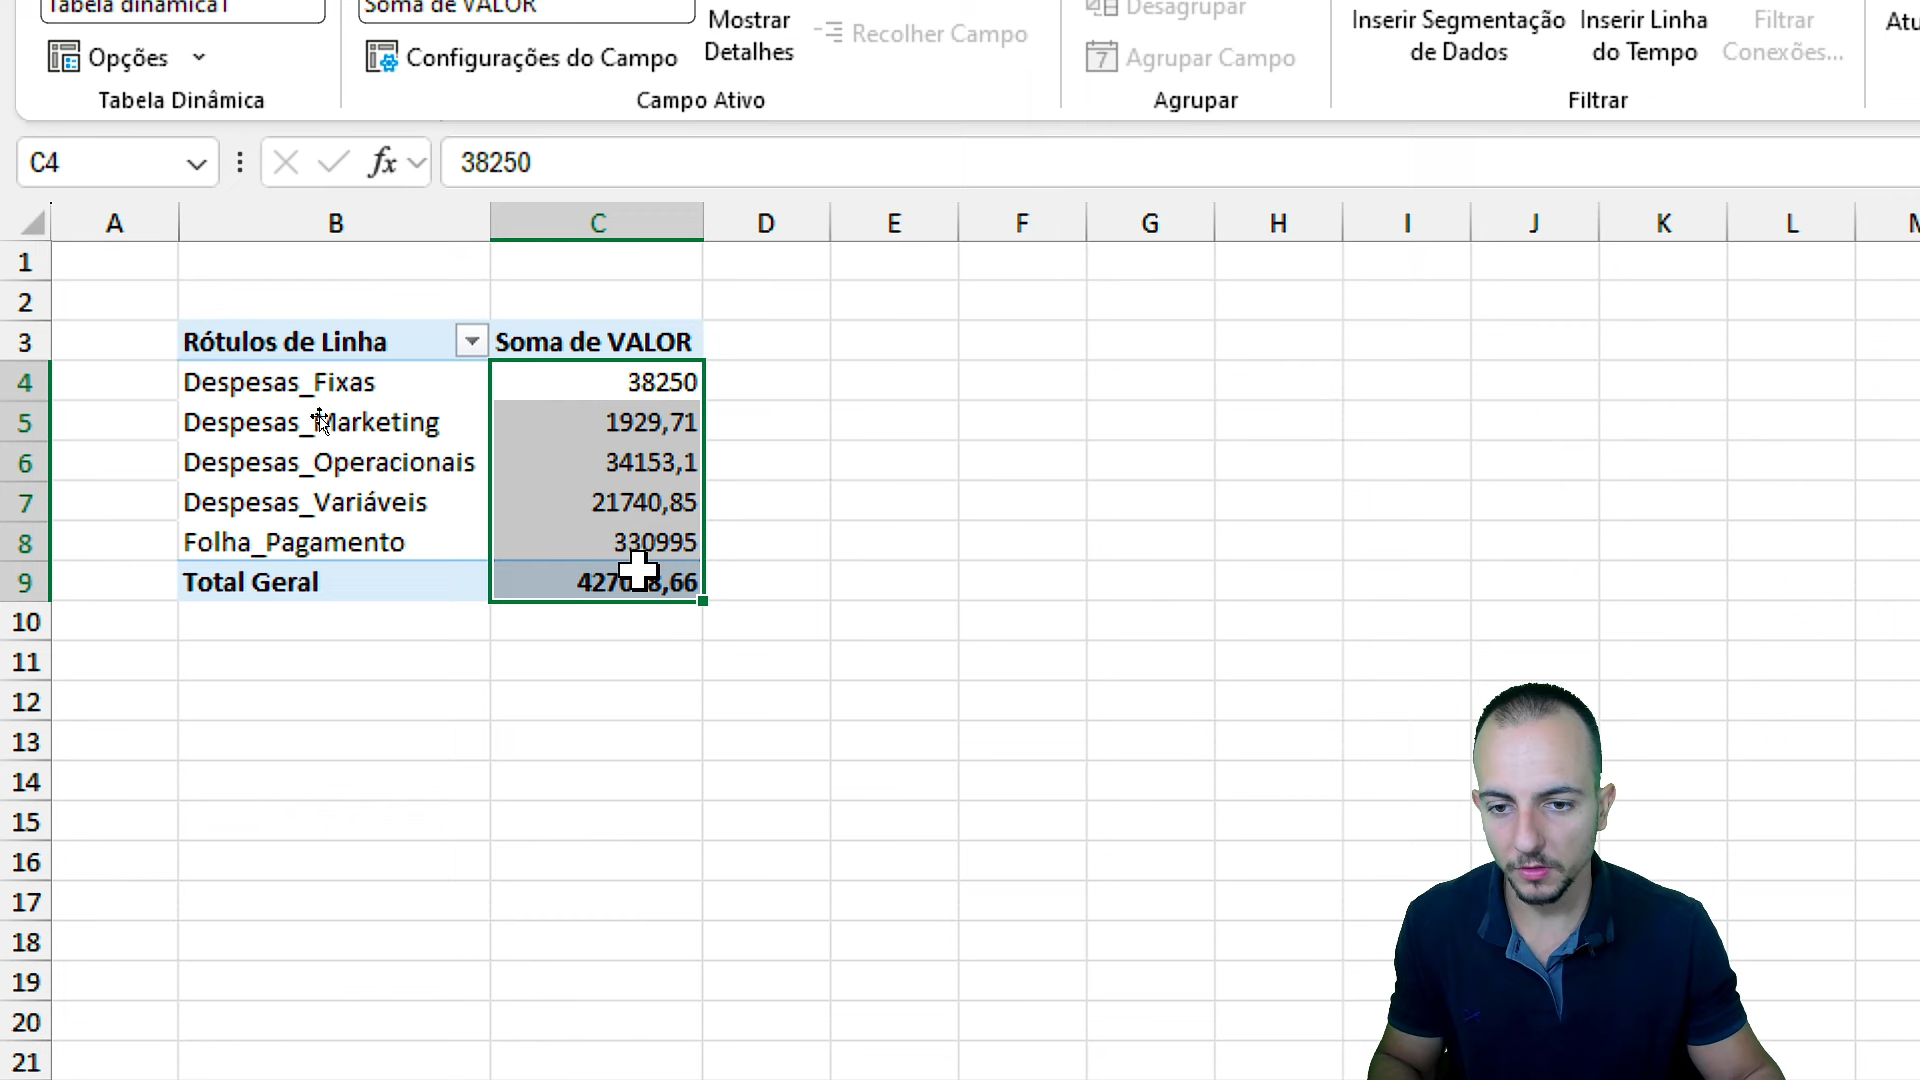 Tabela dinâmica1
Soma de VALOR
Opções
Configurações do Campo
Mostrar
Detalhes
Recolher Campo
Desagrupar
7 Agrupar Campo
Inserir Segmentação
de Dados
Inserir Linha
do Tempo
Filtrar
Conexões...
Tabela Dinâmica
Campo Ativo
Agrupar
Filtrar
C4
fx
38250
A B C D E F G H I J K L
1
2
3 Rótulos de Linha Soma de VALOR
4 Despesas_Fixas 38250
5 Despesas_Marketing 1929,71
6 Despesas_Operacionais 34153,1
7 Despesas_Variáveis 21740,85
8 Folha_Pagamento 330995
9 Total Geral
10
11
12
13
14
15
16
17
18
19
20
21